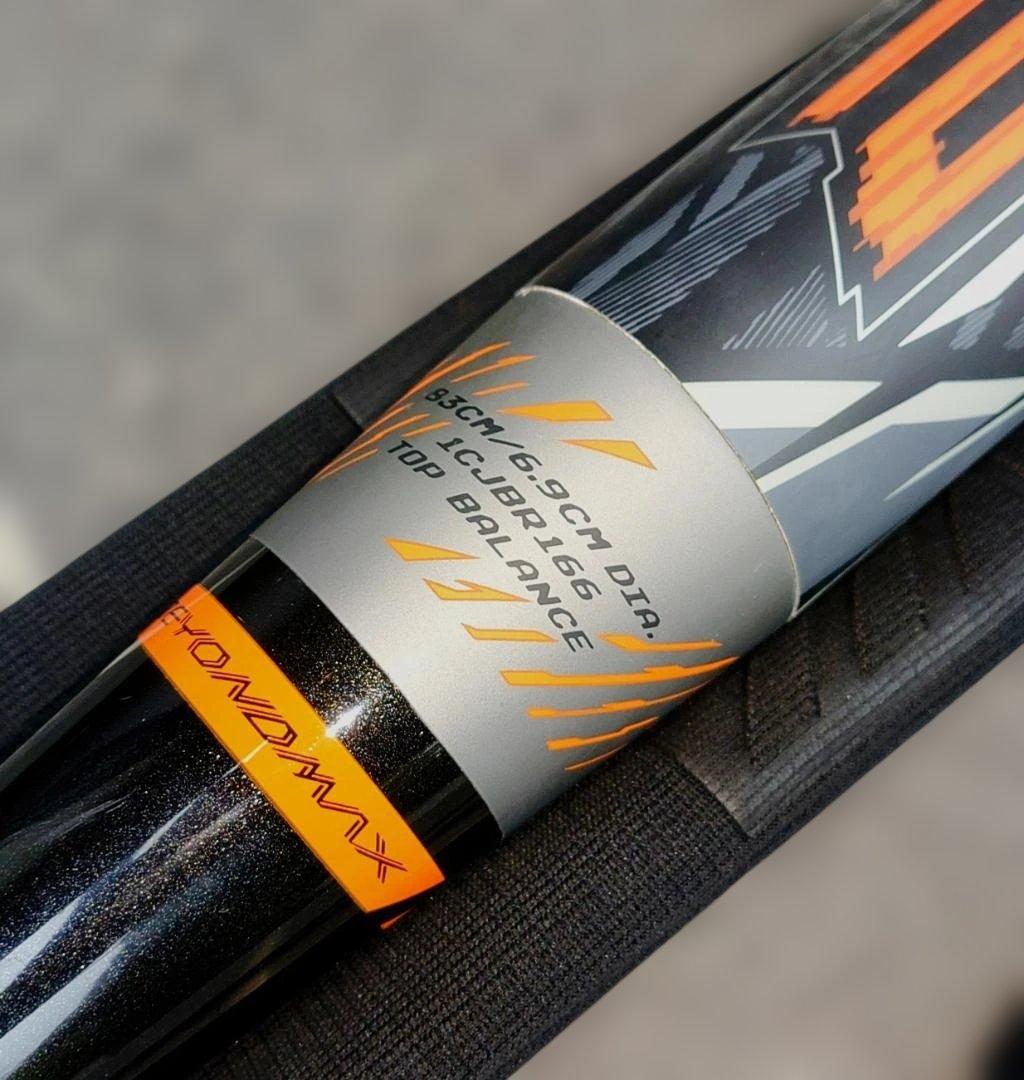 83CM/6.9CM DIA.
1CJBR166
TOP BALANCE
BEYONDMAX